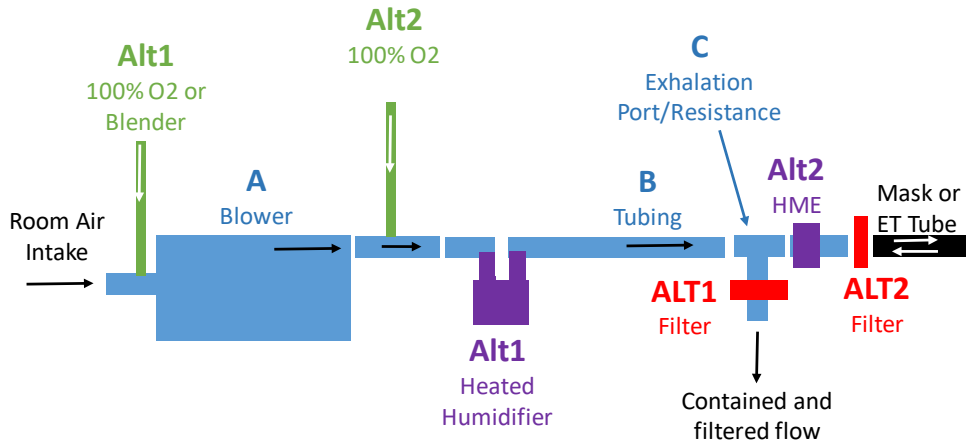 Alt1
100% O2 or
Blender
Alt2
100% O2
C
Exhalation
Port/Resistance
A
Blower
B
Tubing
Alt2
HME
Mask or
ET Tube
Room Air
Intake
ALT1
Filter
ALT2
Filter
Alt1
Heated
Humidifier
Contained and
filtered flow